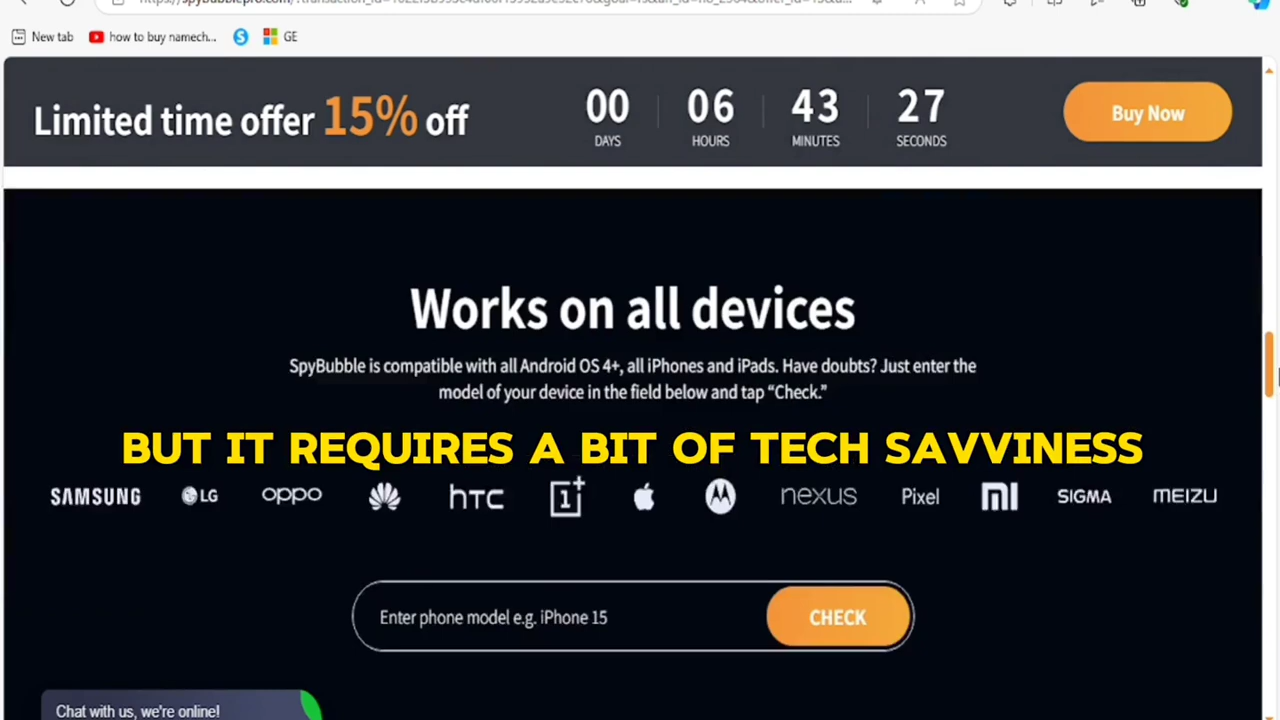 New tab
how to buy namech...
GE
Limited time offer 15% off
00 06 43 27
DAYS HOURS MINUTES SECONDS
Buy Now
Works on all devices
SpyBubble is compatible with all Android OS 4+, all iPhones and iPads. Have doubts? Just enter the
model of your device in the field below and tap “Check.”
BUT IT REQUIRES A BIT OF TECH SAVVINESS
SAMSUNG LG oppo hTC 1+ nexus Pixel mi SIGMA MEIZU
Enter phone model e.g. iPhone 15
CHECK
Chat with us, we're online!